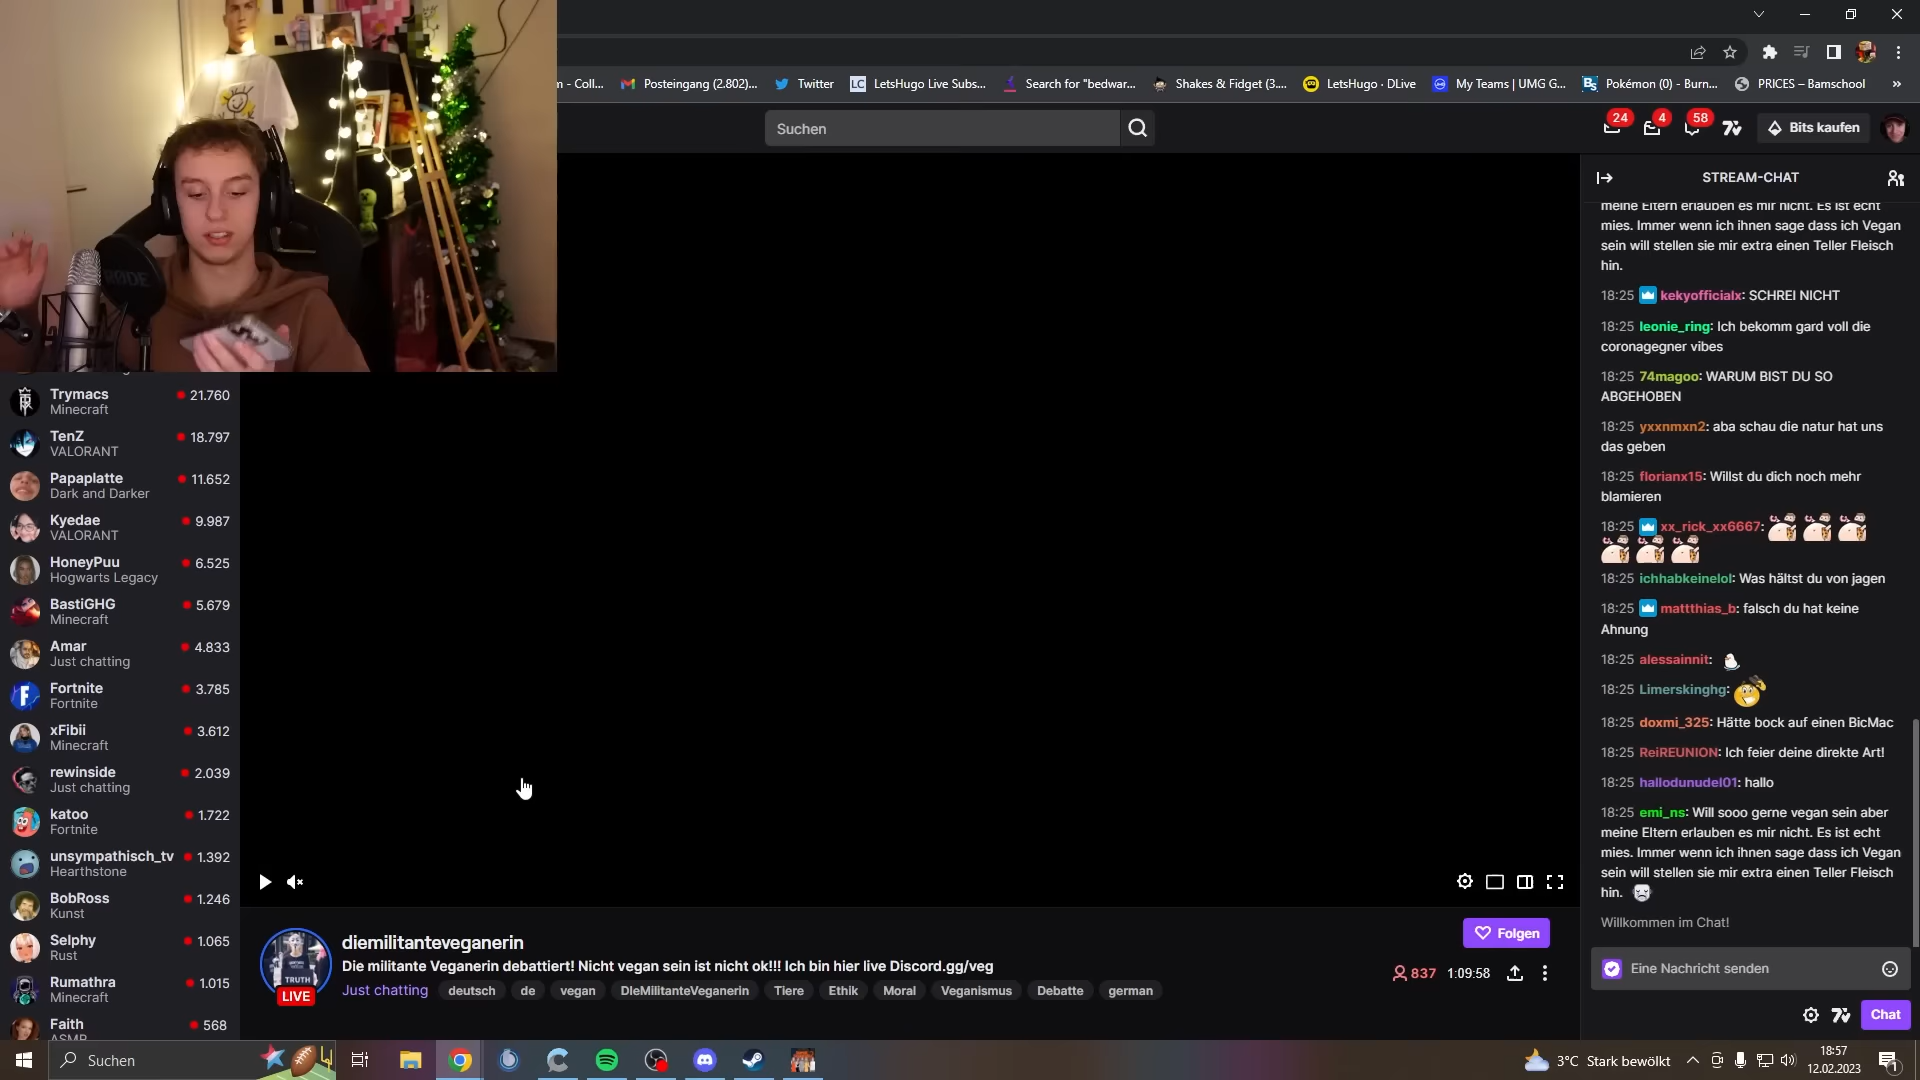 m - Coll...
Posteingang (2.802)...
Twitter
LC
LetsHugo Live Subs...
Search for "bedwar...
Shakes & Fidget (3....
LetsHugo · DLive
My Teams | UMG G...
Bs
Pokémon (0) - Burn...
PRICES – Bamschool
»
Suchen
24
4
58
Bits kaufen
RØDE
Trymacs
21.760
Minecraft
TenZ
18.797
VALORANT
Papaplatte
11.652
Dark and Darker
Kyedae
9.987
VALORANT
HoneyPuu
6.525
Hogwarts Legacy
BastiGHG
5.679
Minecraft
Amar
4.833
Just chatting
Fortnite
3.785
Fortnite
xFibii
3.612
Minecraft
rewinside
2.039
Just chatting
katoo
1.722
Fortnite
unsympathisch_tv
1.392
Hearthstone
BobRoss
1.246
Kunst
Selphy
1.065
Rust
Rumathra
1.015
Minecraft
Faith
568
ASMR
TRUTH
LIVE
diemilitanteveganerin
Die militante Veganerin debattiert! Nicht vegan sein ist nicht ok!!! Ich bin hier live Discord.gg/veg
Just chatting
deutsch
de
vegan
DieMilitanteVeganerin
Tiere
Ethik
Moral
Veganismus
Debatte
german
Folgen
837
1:09:58
STREAM-CHAT
meine Eltern erlauben es mir nicht. Es ist echt
mies. Immer wenn ich ihnen sage dass ich Vegan
sein will stellen sie mir extra einen Teller Fleisch
hin.
18:25 kekyofficialx: SCHREI NICHT
18:25 leonie_ring: Ich bekomm gard voll die
coronagegner vibes
18:25 74magoo: WARUM BIST DU SO
ABGEHOBEN
18:25 yxxnmxn2: aba schau die natur hat uns
das geben
18:25 florianx15: Willst du dich noch mehr
blamieren
18:25 xx_rick_xx6667:
18:25 ichhabkeinelol: Was hältst du von jagen
18:25 mattthias_b: falsch du hat keine
Ahnung
18:25 alessainnit:
18:25 Limerskinghg:
18:25 doxmi_325: Hätte bock auf einen BicMac
18:25 ReiREUNION: Ich feier deine direkte Art!
18:25 hallodunudel01: hallo
18:25 emi_ns: Will sooo gerne vegan sein aber
meine Eltern erlauben es mir nicht. Es ist echt
mies. Immer wenn ich ihnen sage dass ich Vegan
sein will stellen sie mir extra einen Teller Fleisch
hin.
Willkommen im Chat!
Eine Nachricht senden
Chat
Suchen
3°C Stark bewölkt
18:57
12.02.2023
1